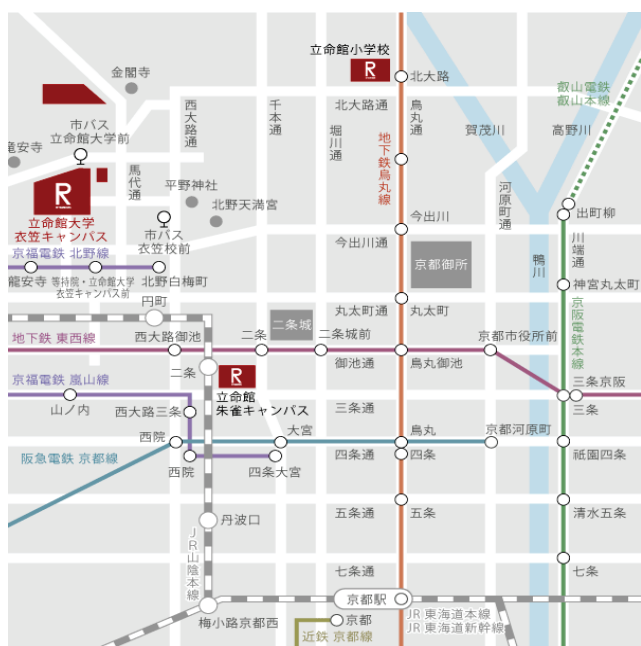 立命館小学校
R
北大路
叡山電鉄
叡山本線
金閣寺
市バス
立命館大学前
西大路通
千本通
北大路通
堀川通
烏丸通
地下鉄烏丸線
賀茂川
高野川
竜安寺
馬代通
R
平野神社
北野天満宮
河原町通
出町柳
今出川
立命館大学
衣笠キャンパス
市バス
衣笠校前
今出川通
京都御所
鴨川
川端通
京福電鉄 北野線
龍安寺
等持院・立命館大学
衣笠キャンパス前
北野白梅町
神宮丸太町
円町
二条城
丸太町通
丸太町
京阪電鉄本線
地下鉄 東西線
西大路御池
二条
二条城前
御池通
烏丸御池
京都市役所前
二条
R
京福電鉄 嵐山線
山ノ内
西大路三条
立命館
朱雀キャンパス
三条通
三条京阪
三条
西院
大宮
烏丸
京都河原町
阪急電鉄 京都線
西院
四条大宮
四条通
四条
祇園四条
丹波口
五条通
五条
清水五条
JR山陰本線
七条通
七条
京都駅
梅小路京都西
京都
近鉄 京都線
JR東海道本線
JR東海道新幹線